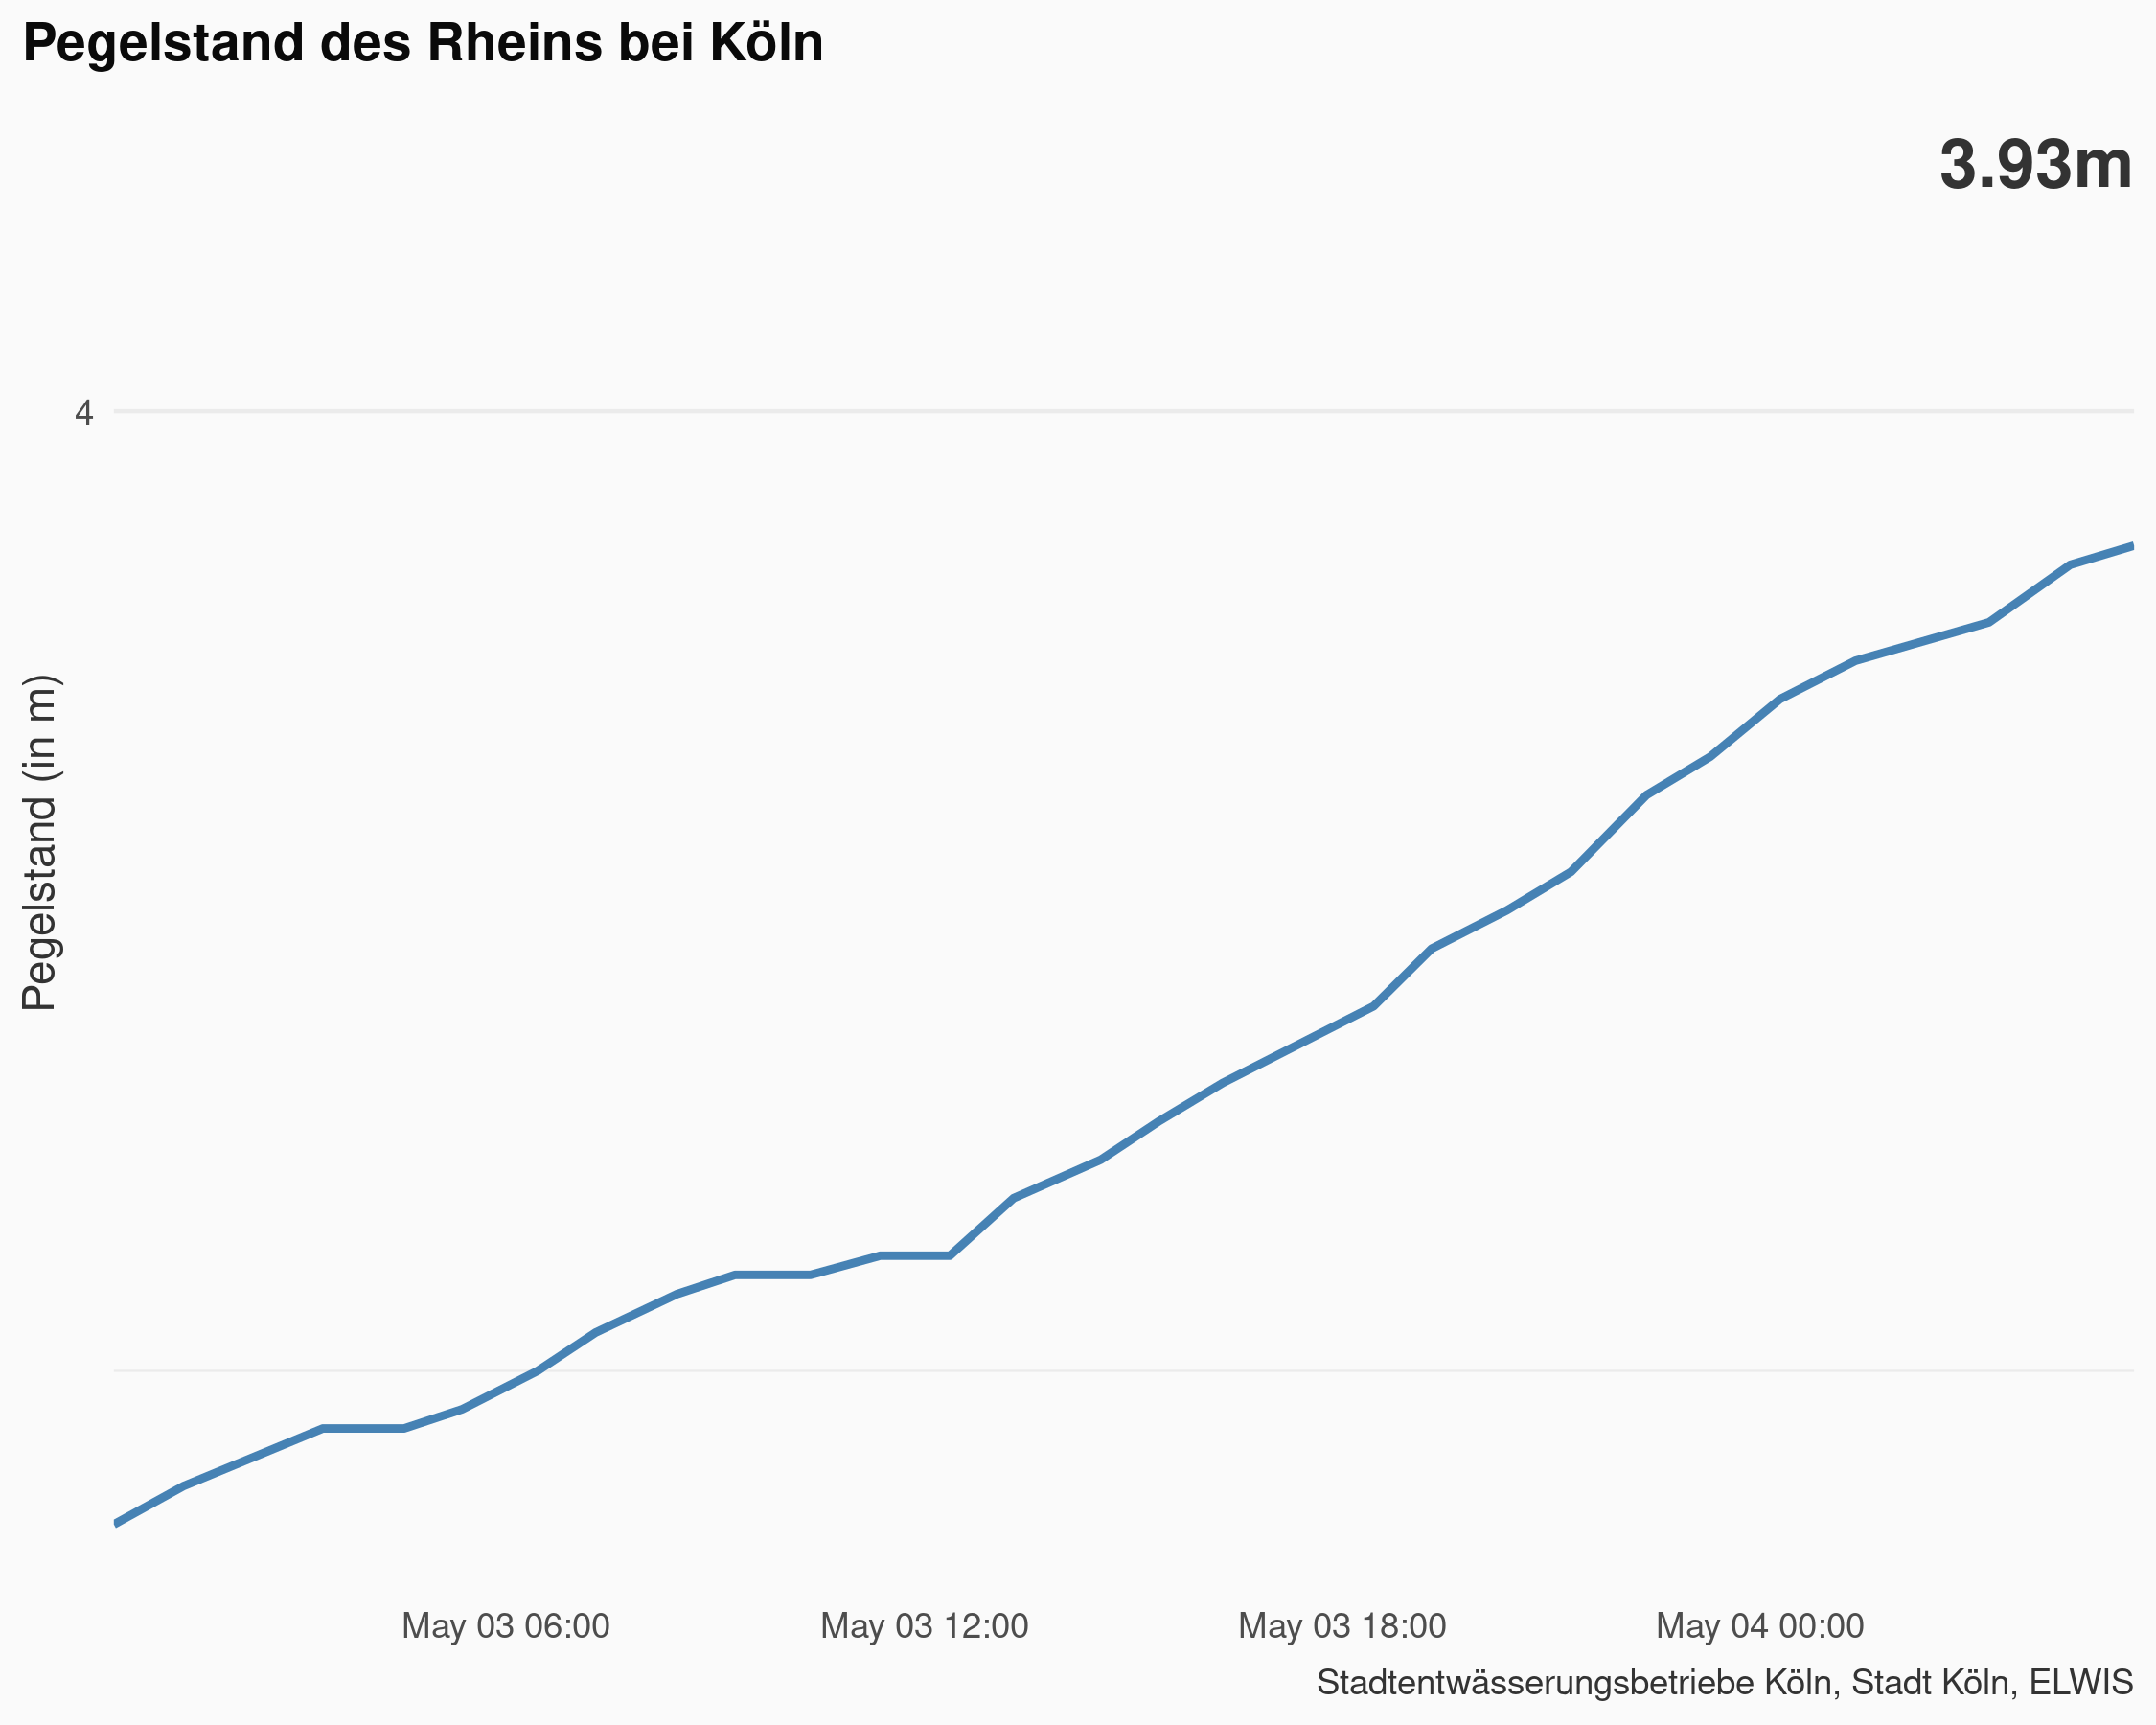 Pegelstand des Rheins bei Köln
3.93m
4
Pegelstand (in m)
May 03 06:00 May 03 12:00 May 03 18:00 May 04 00:00
Stadtentwässerungsbetriebe Köln, Stadt Köln, ELWIS